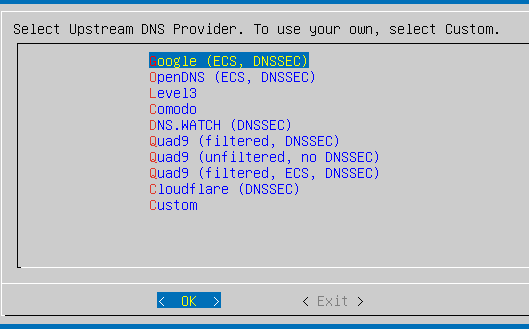 Select Upstream DNS Provider. To use your own, select Custom.
Google (ECS, DNSSEC)
OpenDNS (ECS, DNSSEC)
Level3
Comodo
DNS.WATCH (DNSSEC)
Quad9 (filtered, DNSSEC)
Quad9 (unfiltered, no DNSSEC)
Quad9 (filtered, ECS, DNSSEC)
Cloudflare (DNSSEC)
Custom
< OK > < Exit >